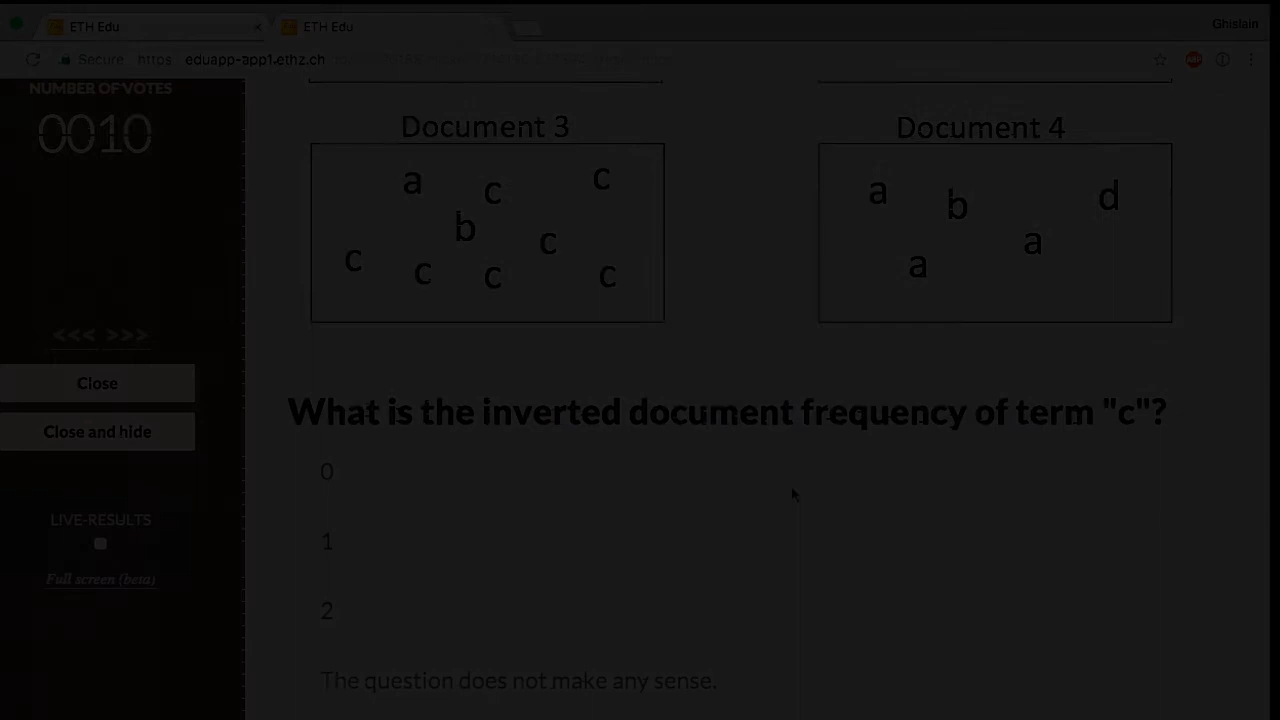 ETH Edu
ETH Edu
Ghislain
Secure https eduapp-app1.ethz.ch
NUMBER OF VOTES
0010
<<< >>>
Close
Close and hide
LIVE-RESULTS
Full screen (beta)
Document 3
a c c
b c
c c c c
Document 4
a b d
a a
What is the inverted document frequency of term "c"?
0
1
2
The question does not make any sense.